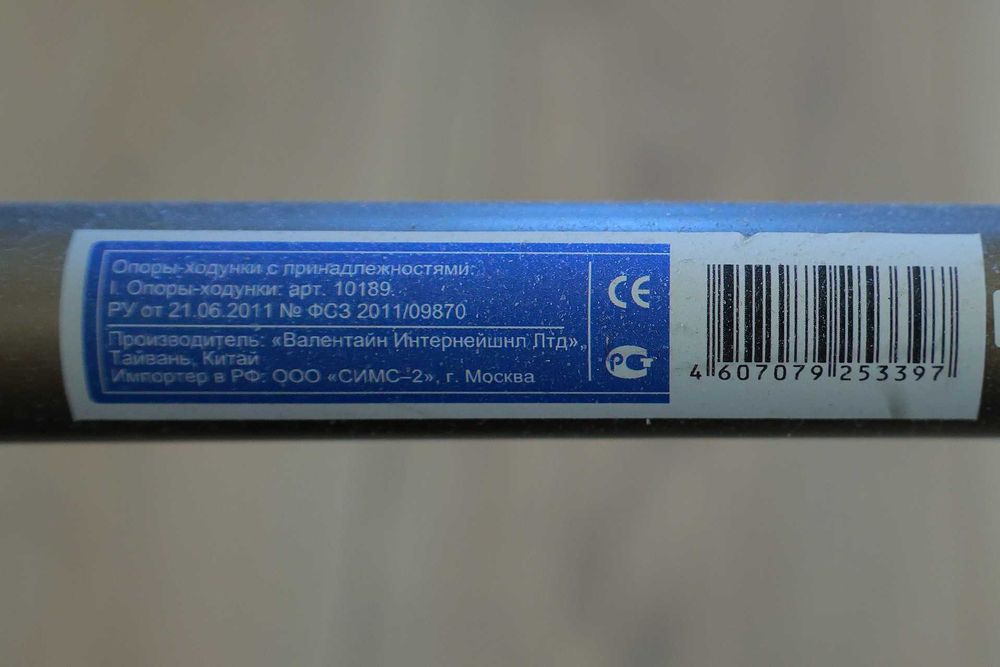 Опоры-ходунки с принадлежностями:
I. Опоры-ходунки: арт. 10189.
РУ от 21.06.2011 № ФСЗ 2011/09870
Производитель: «Валентайн Интернейшнл Лтд»,
Тайвань, Китай
Импортер в РФ: ООО «СИМС–2», г. Москва
CE
РСТ
4 607079 253397